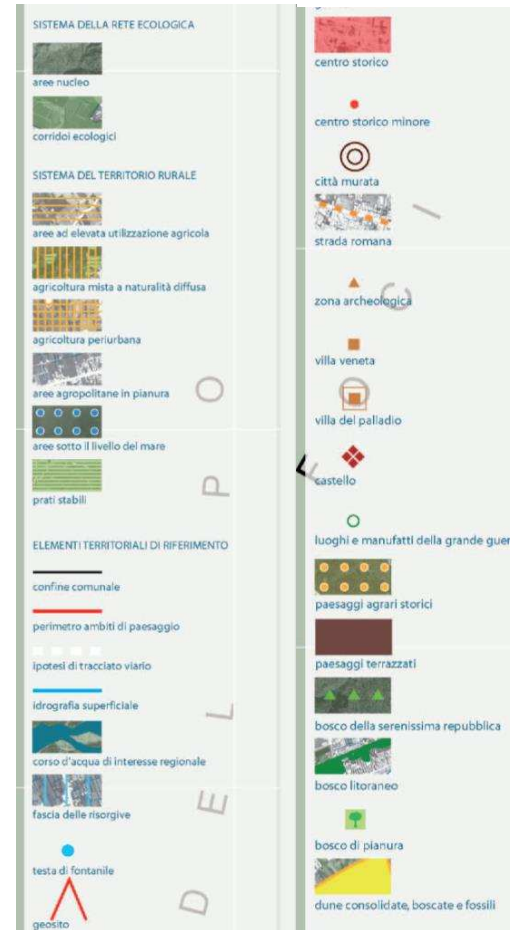 SISTEMA DELLA RETE ECOLOGICA
aree nucleo
corridoi ecologici
SISTEMA DEL TERRITORIO RURALE
aree ad elevata utilizzazione agricola
agricoltura mista a naturalità diffusa
agricoltura periurbana
aree agropolitane in pianura
aree sotto il livello del mare
prati stabili
ELEMENTI TERRITORIALI DI RIFERIMENTO
confine comunale
perimetro ambiti di paesaggio
ipotesi di tracciato viario
idrografia superficiale
corso d'acqua di interesse regionale
fascia delle risorgive
testa di fontanile
geosito
D E L P O
centro storico
centro storico minore
città murata
strada romana
zona archeologica
villa veneta
villa del palladio
castello
luoghi e manufatti della grande guer
paesaggi agrari storici
paesaggi terrazzati
bosco della serenissima repubblica
bosco litoraneo
bosco di pianura
dune consolidate, boscate e fossili
F O C I